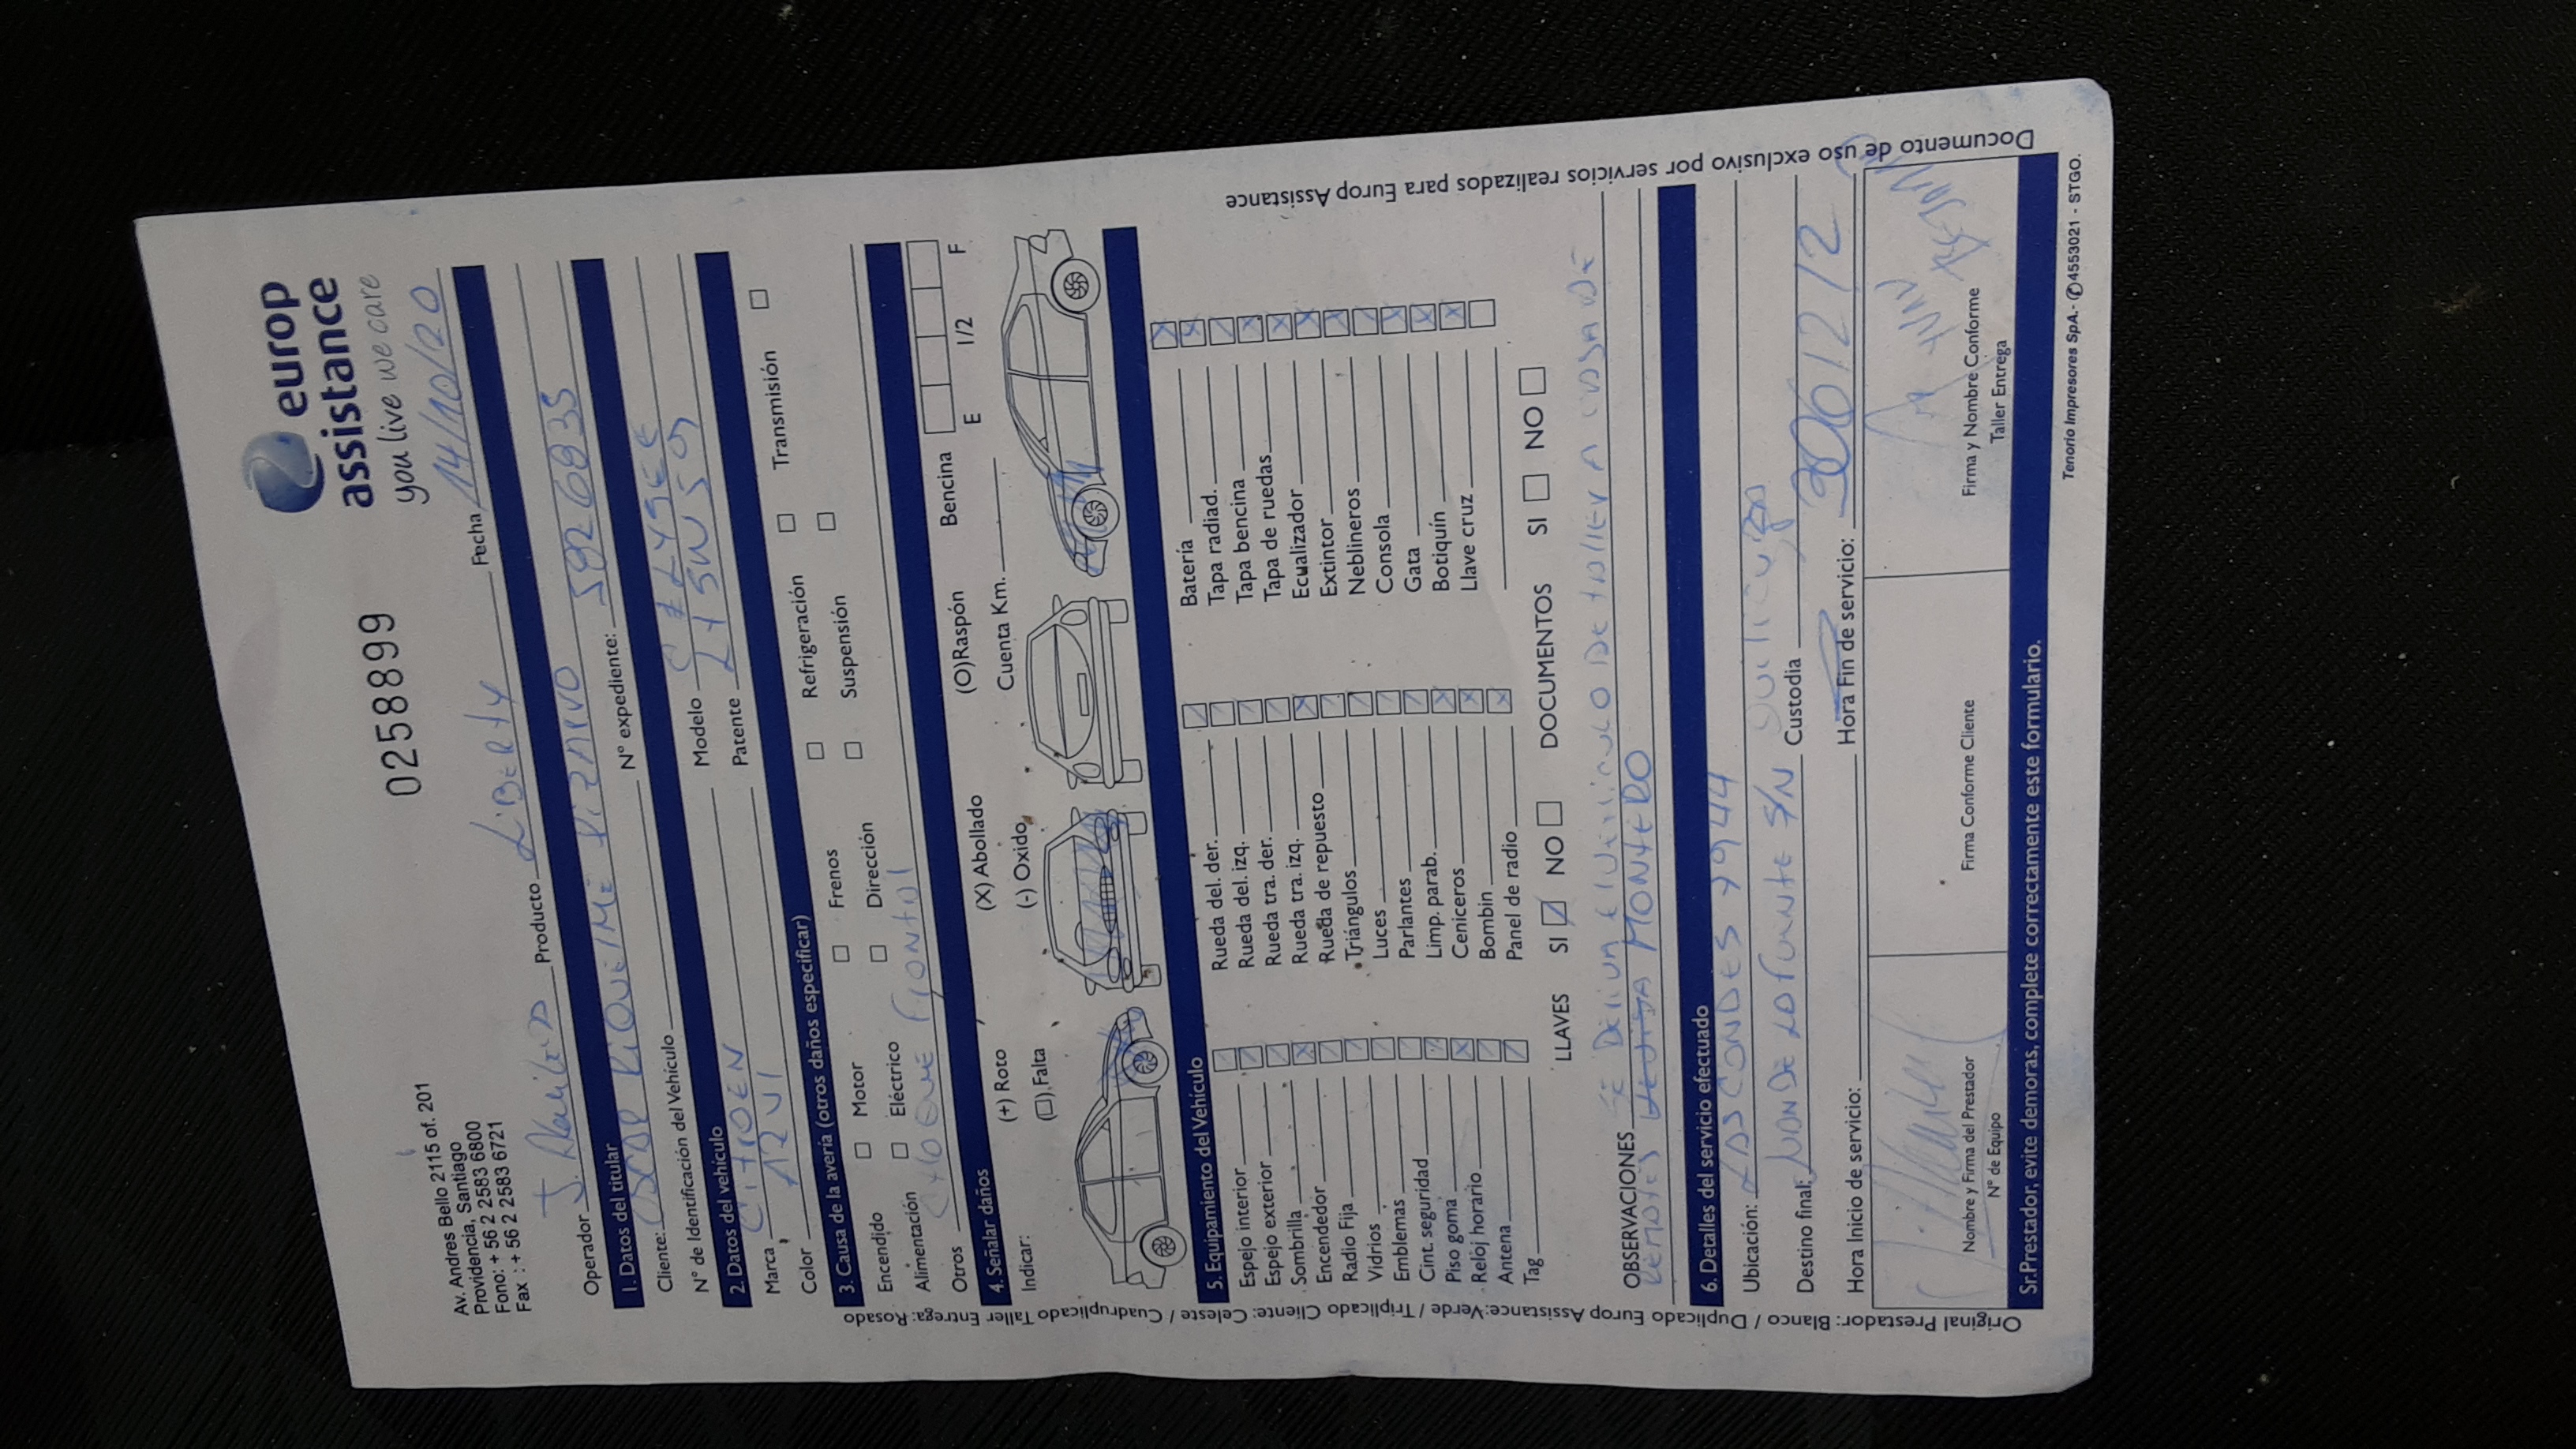 europ
assistance
you live we care
Av. Andres Bello 2115 of. 201
Providencia, Santiago
Fono: + 56 2 2583 6800
Fax : + 56 2 2583 6721
0258899
Operador J. Producto Liberty Fecha 14/10/20
1. Datos del titular
Cliente: N° expediente: 5926935
N° de Identificación del Vehículo
2. Datos del vehículo
Marca CitroEN Modelo C ELYSEE
Color AZUL Patente
3. Causa de la avería (otros daños especificar)
Encendido Motor Frenos Refrigeración Transmisión
Alimentación Eléctrico Dirección Suspensión
Otros CHOQUE FRONTAL
4. Señalar daños
Indicar: (+) Roto (X) Abollado (O) Raspón Bencina E 1/2 F
(□) Falta (-) Oxido Cuenta Km.
5. Equipamiento del Vehículo
Espejo interior Rueda del. der. Batería
Espejo exterior Rueda del. izq. Tapa radiad.
Sombrilla Rueda tra. der. Tapa bencina
Encendedor Rueda tra. izq. Tapa de ruedas
Radio Fija Rueda de repuesto Ecualizador
Vidrios Triángulos Extintor
Emblemas Luces Neblineros
Cint. seguridad Parlantes Consola
Piso goma Limp. parab. Gata
Reloj horario Ceniceros Botiquín
Antena Bombin Llave cruz
Tag Panel de radio
LLAVES SI NO DOCUMENTOS SI NO
OBSERVACIONES SE DE TALLER A CASA DE
REMATES MONTERO
6. Detalles del servicio efectuado
Ubicación: LAS CONDES 7944
Destino final: S/N Custodia
Hora Inicio de servicio: Hora Fin de servicio:
Nombre y Firma del Prestador
N° de Equipo
Firma Conforme Cliente
Firma y Nombre Conforme
Taller Entrega
Sr. Prestador, evite demoras, complete correctamente este formulario.
Tenorio Impresores SpA.- ✆4553021 - STGO.
Original Prestador: Blanco / Duplicado Europ Assistance: Verde / Triplicado Cliente: Celeste / Cuadruplicado Taller Entrega: Rosado
Documento de uso exclusivo por servicios realizados para Europ Assistance